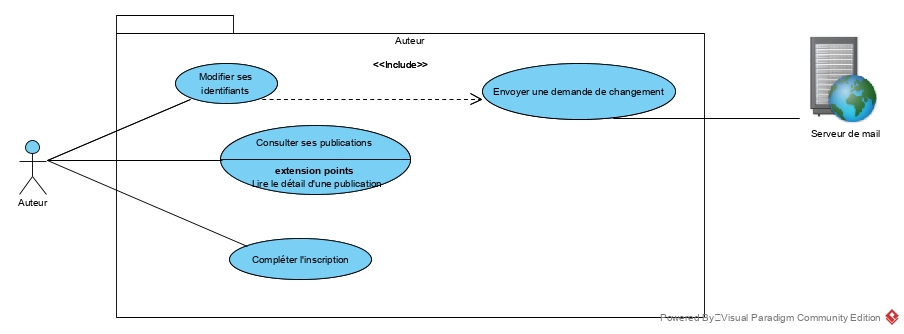 Auteur
<<Include>>
Modifier ses
identifiants
Envoyer une demande de changement
Serveur de mail
Consulter ses publications
extension points
Lire le détail d'une publication
Auteur
Compléter l'inscription
Powered By Visual Paradigm Community Edition